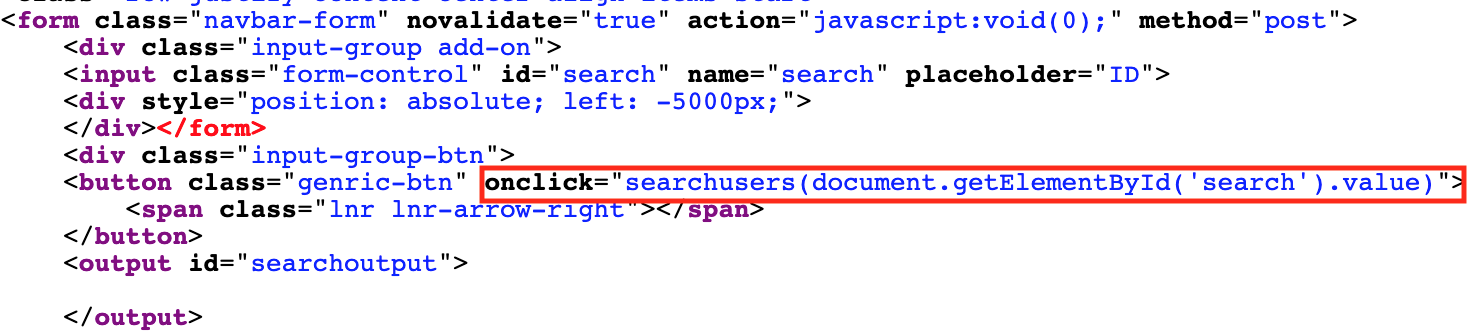 <form class="navbar-form" novalidate="true" action="javascript:void(0);" method="post">
<div class="input-group add-on">
<input class="form-control" id="search" name="search" placeholder="ID">
<div style="position: absolute; left: -5000px;">
</div></form>
<div class="input-group-btn">
<button class="genric-btn" onclick="searchusers(document.getElementById('search').value)">
<span class="lnr lnr-arrow-right"></span>
</button>
<output id="searchoutput">
</output>